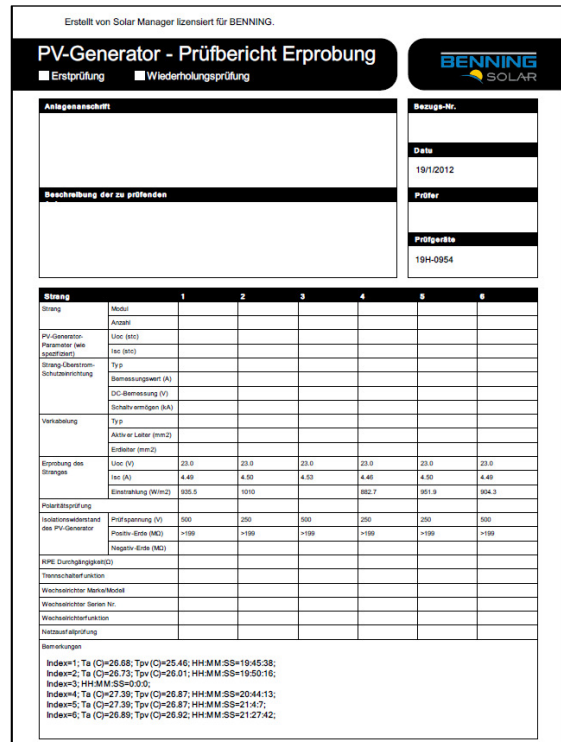 Erstellt von Solar Manager lizensiert für BENNING.
PV-Generator - Prüfbericht Erprobung
Erstprüfung Wiederholungsprüfung
BENNING
SOLAR
Anlagenanschrift
Bezugs-Nr.
Datu
19/1/2012
Beschreibung der zu prüfenden
Prüfer
Prüfgeräte
19H-0954
Strang 1 2 3 4 5 6
Strang Modul
Anzahl
PV-Generator-Parameter (wie spezifiziert) Uoc (stc)
Isc (stc)
Strang-Überstrom-Schutzeinrichtung Typ
Bemessungswert (A)
DC-Bemessung (V)
Schaltvermögen (kA)
Verkabelung Typ
Aktiver Leiter (mm2)
Erdleiter (mm2)
Erprobung des Stranges Uoc (V) 23.0 23.0 23.0 23.0 23.0 23.0
Isc (A) 4.49 4.50 4.53 4.46 4.50 4.49
Einstrahlung (W/m2) 935.5 1010 882.7 951.9 904.3
Polaritätsprüfung
Isolationswiderstand des PV-Generator Prüfspannung (V) 500 250 500 250 250 500
Positiv-Erde (MΩ) >199 >199 >199 >199 >199 >199
Negativ-Erde (MΩ)
RPE Durchgängigkeit(Ω)
Trennschalterfunktion
Wechselrichter Marke/Modell
Wechselrichter Serien Nr.
Wechselrichterfunktion
Netzausfallprüfung
Bemerkungen
Index=1; Ta (C)=26.68; Tpv (C)=25.46; HH:MM:SS=19:45:38;
Index=2; Ta (C)=26.73; Tpv (C)=26.01; HH:MM:SS=19:50:16;
Index=3; HH:MM:SS=0:0:0;
Index=4; Ta (C)=27.39; Tpv (C)=26.87; HH:MM:SS=20:44:13;
Index=5; Ta (C)=27.39; Tpv (C)=26.87; HH:MM:SS=21:4:7;
Index=6; Ta (C)=26.89; Tpv (C)=26.92; HH:MM:SS=21:27:42;